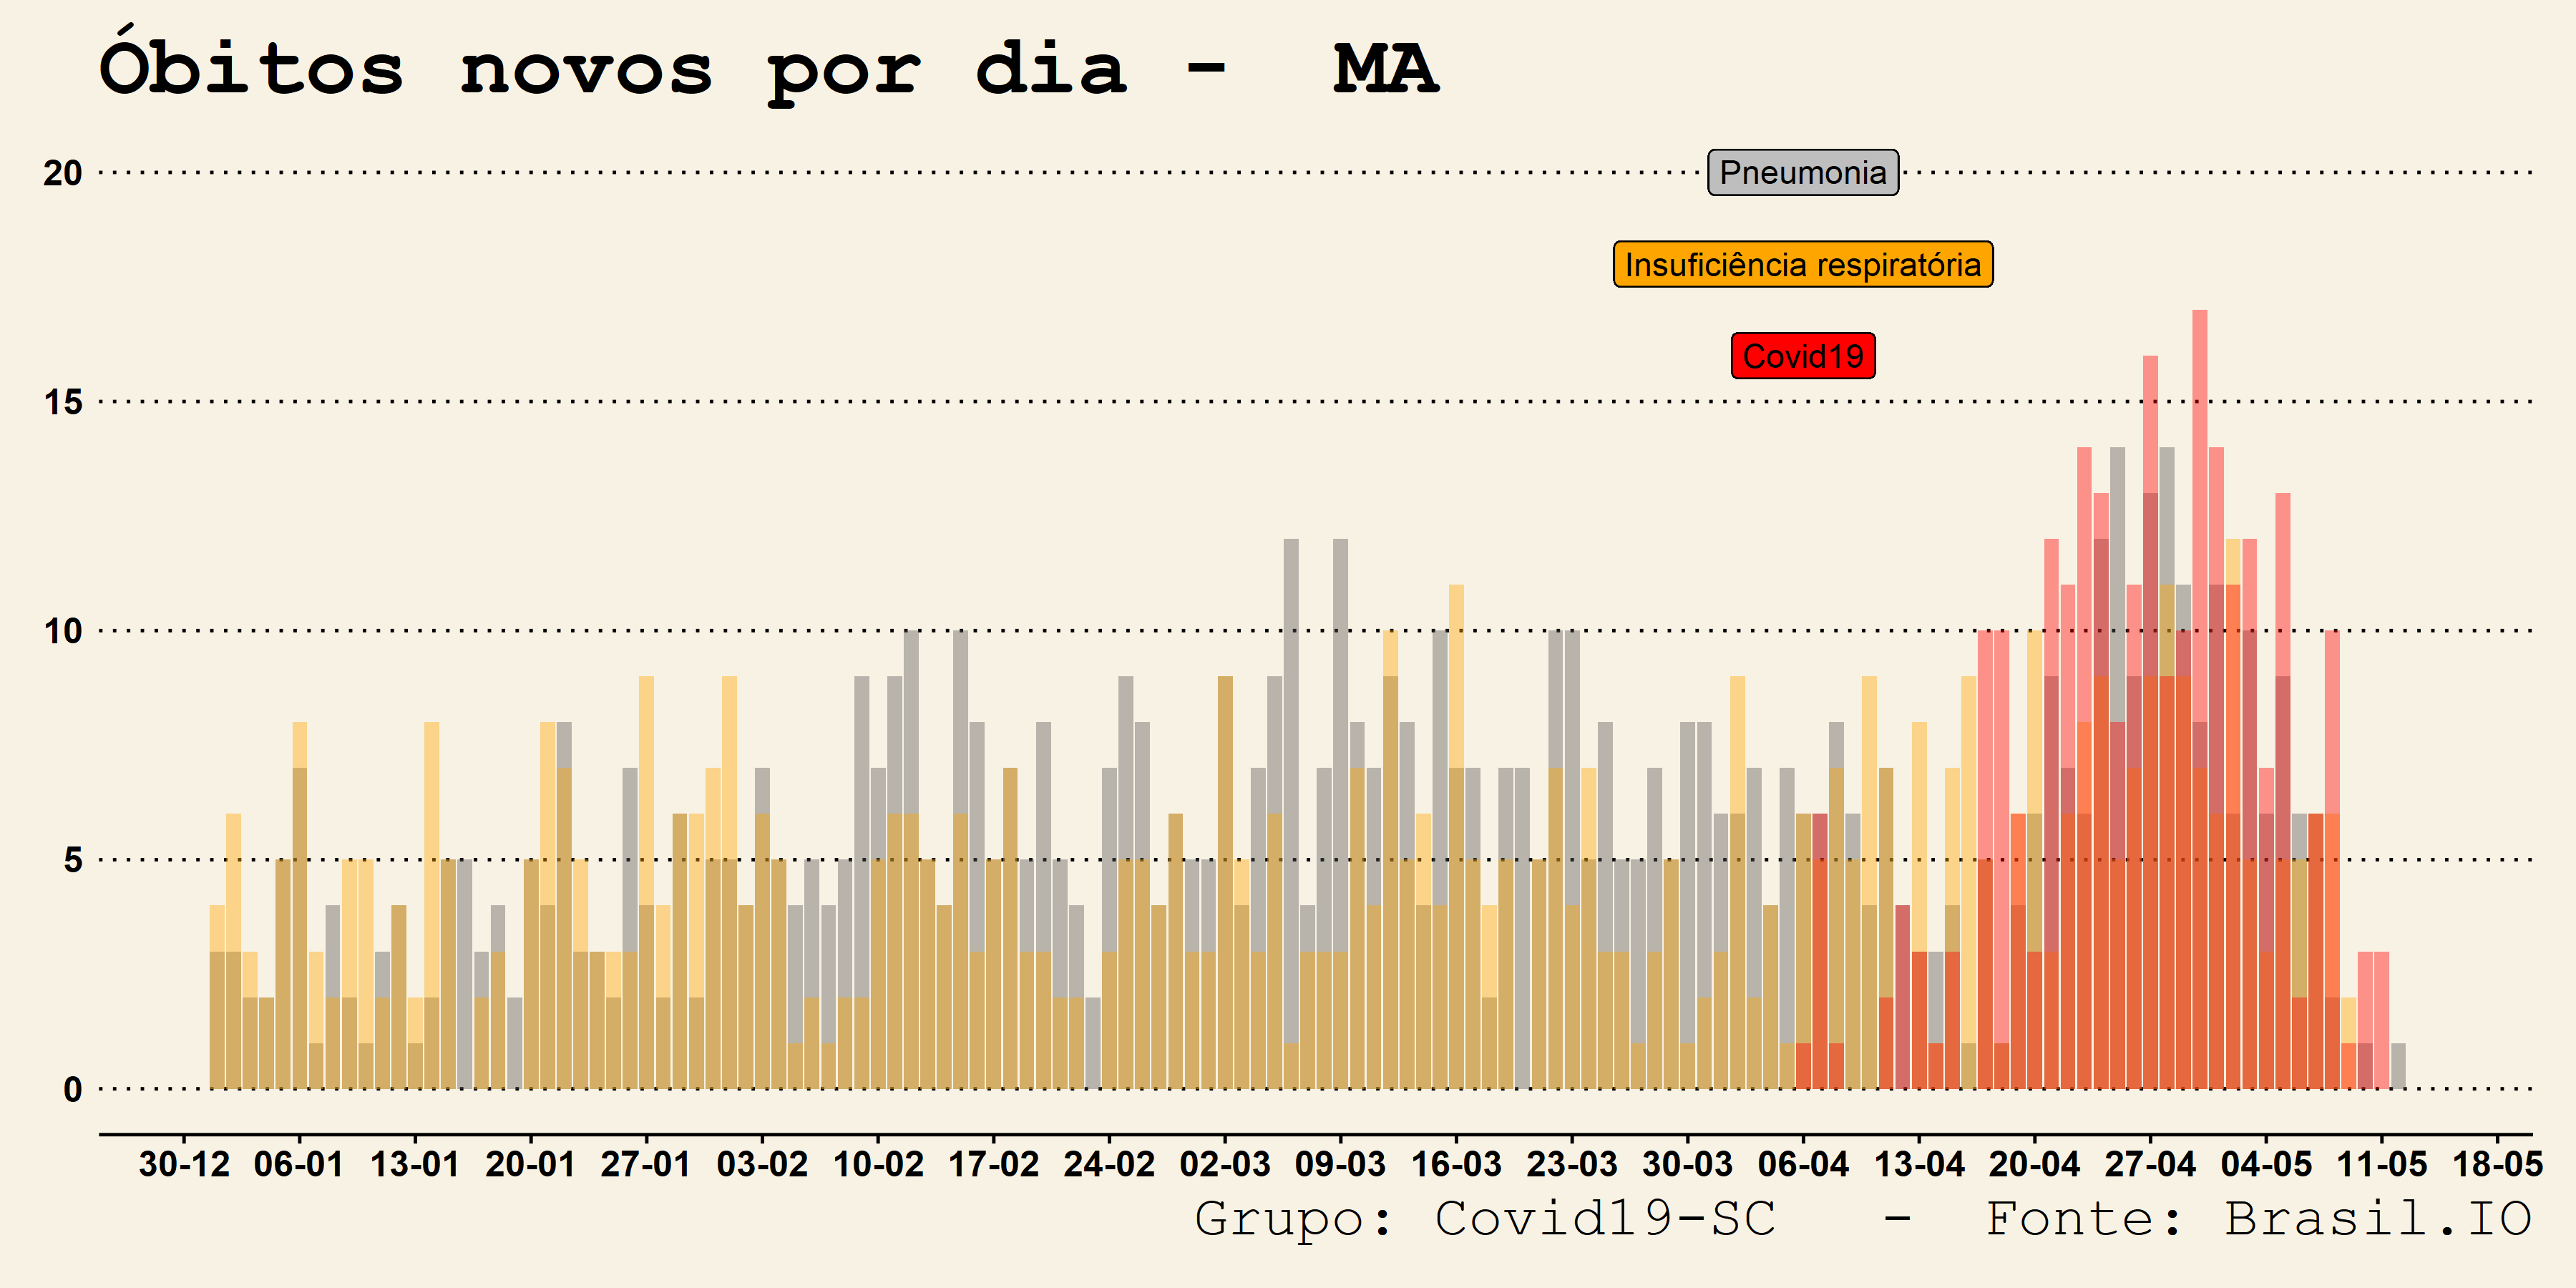 Óbitos novos por dia - MA
20
Pneumonia
Insuficiência respiratória
Covid19
15
10
5
0
30-12 06-01 13-01 20-01 27-01 03-02 10-02 17-02 24-02 02-03 09-03 16-03 23-03 30-03 06-04 13-04 20-04 27-04 04-05 11-05 18-05
Grupo: Covid19-SC - Fonte: Brasil.IO